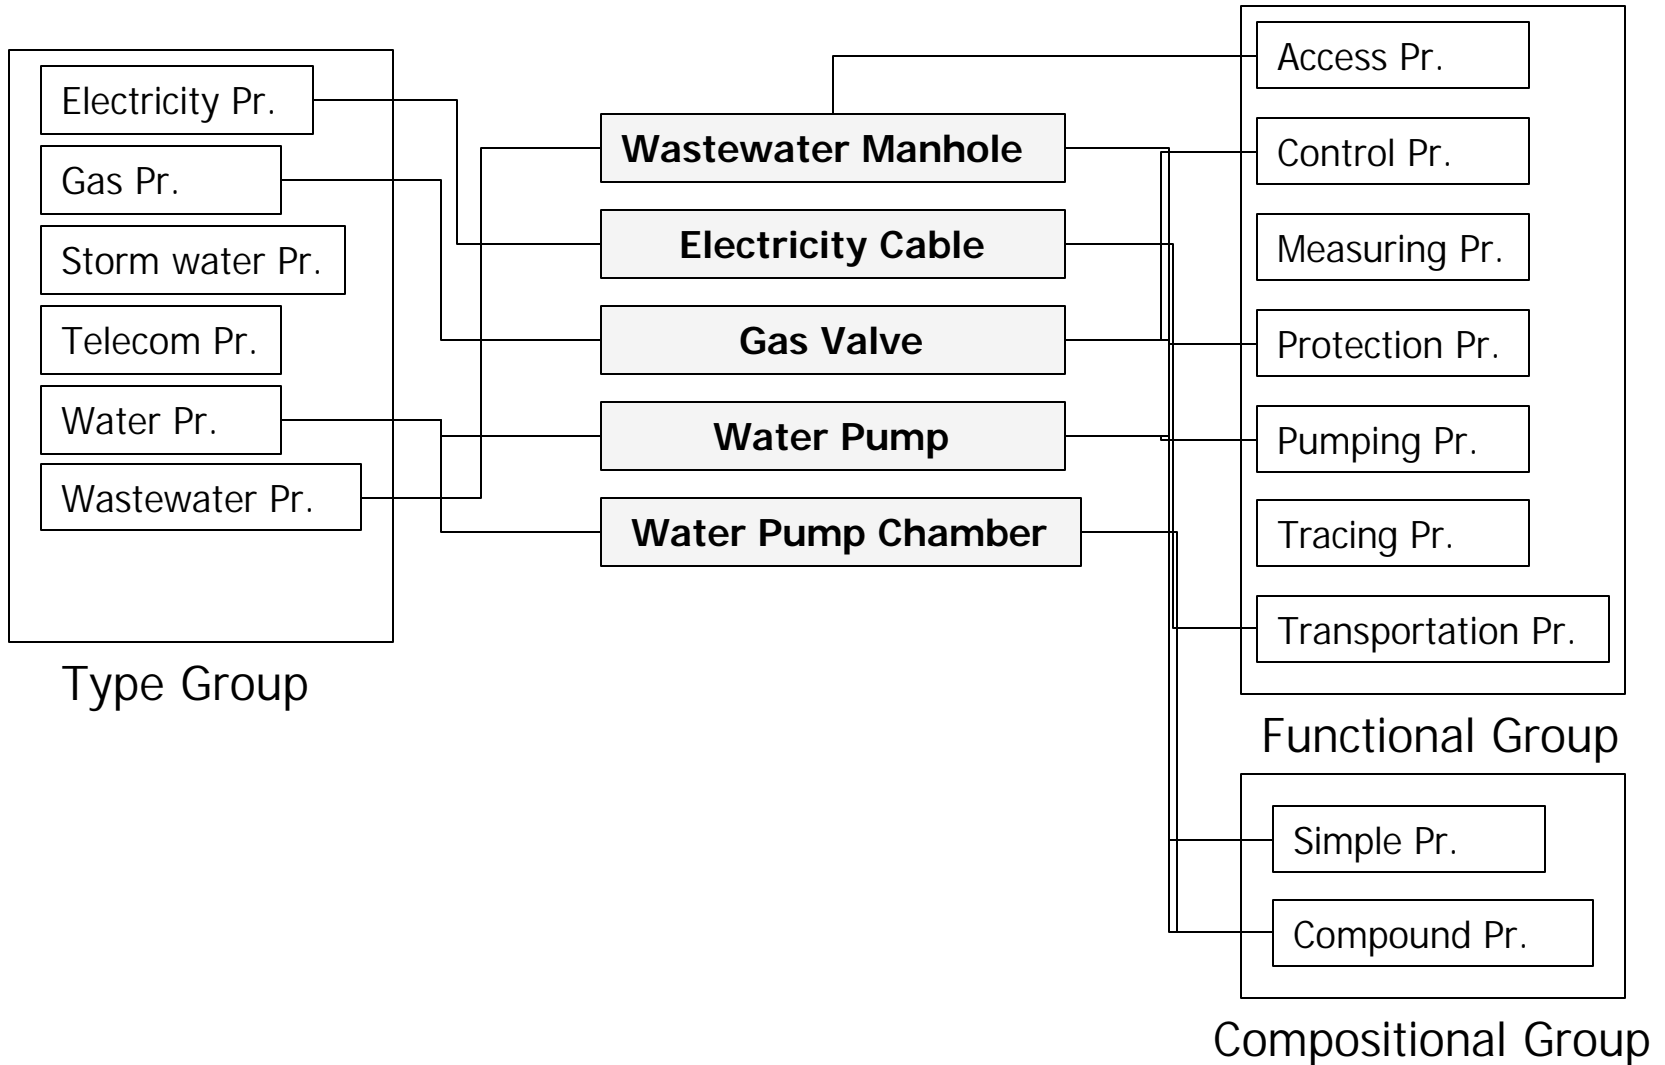 Electricity Pr.
Gas Pr.
Storm water Pr.
Telecom Pr.
Water Pr.
Wastewater Pr.
Type Group
Wastewater Manhole
Electricity Cable
Gas Valve
Water Pump
Water Pump Chamber
Access Pr.
Control Pr.
Measuring Pr.
Protection Pr.
Pumping Pr.
Tracing Pr.
Transportation Pr.
Functional Group
Simple Pr.
Compound Pr.
Compositional Group